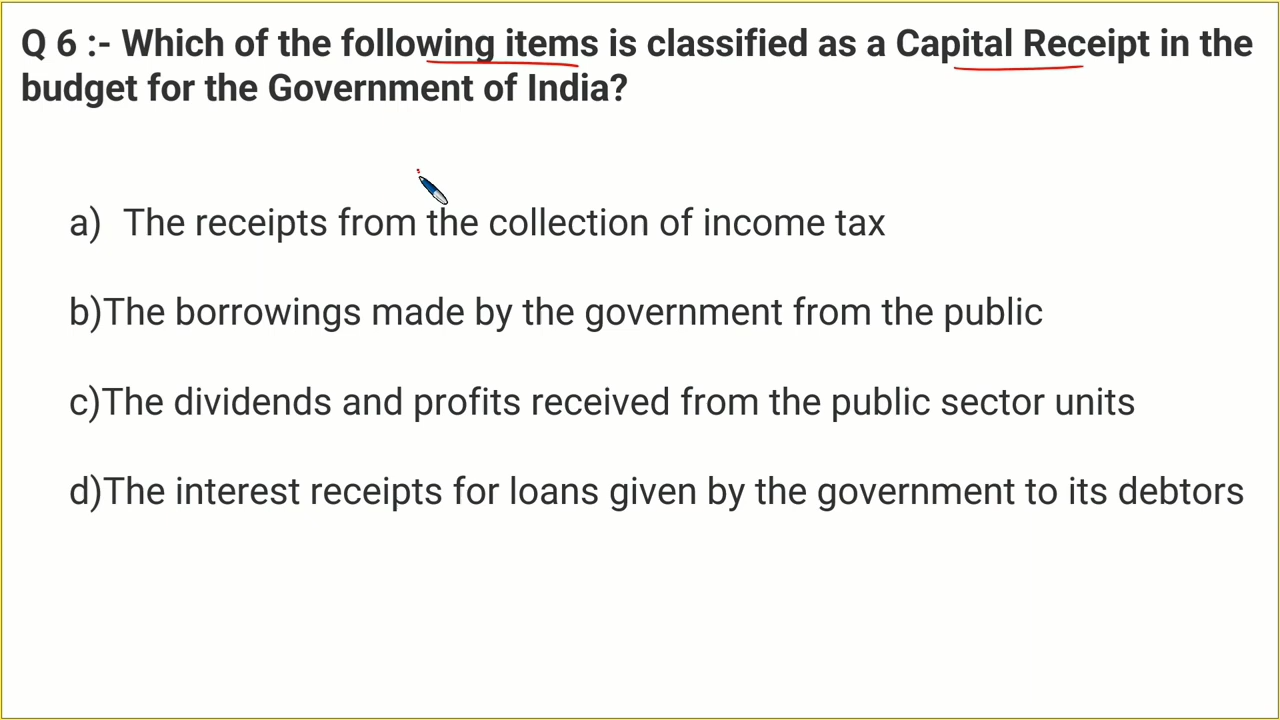 Q 6 :- Which of the following items is classified as a Capital Receipt in the
budget for the Government of India?
a) The receipts from the collection of income tax
b)The borrowings made by the government from the public
c)The dividends and profits received from the public sector units
d)The interest receipts for loans given by the government to its debtors